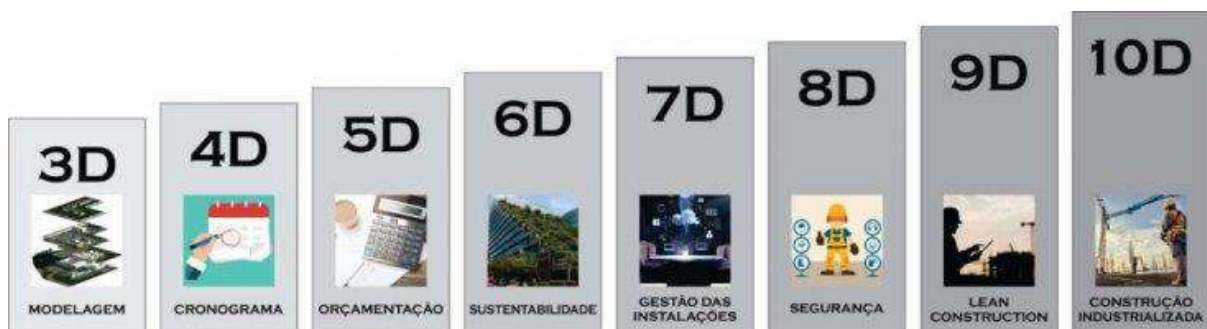 3D
MODELAGEM
4D
CRONOGRAMA
5D
ORÇAMENTAÇÃO
6D
SUSTENTABILIDADE
7D
GESTÃO DAS
INSTALAÇÕES
8D
SEGURANÇA
9D
LEAN
CONSTRUCTION
10D
CONSTRUÇÃO
INDUSTRIALIZADA